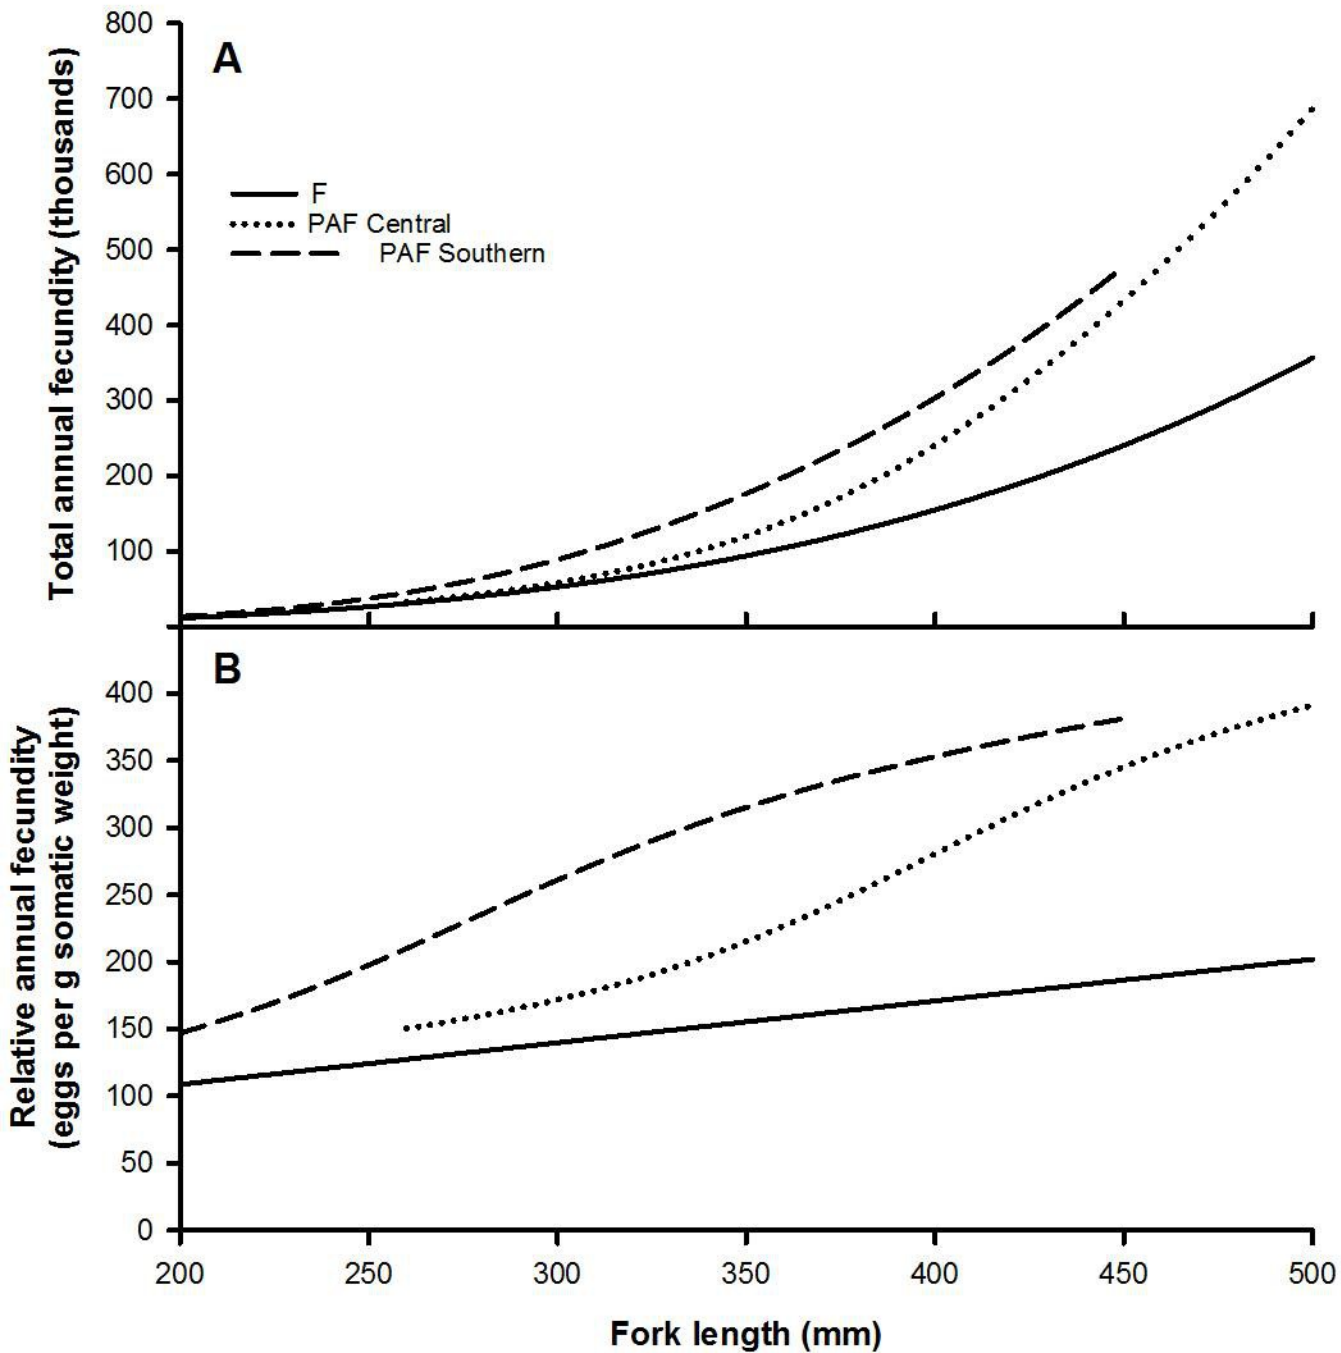 Total annual fecundity (thousands)
800
700
600
500
400
300
200
100
A
F
PAF Central
PAF Southern
Relative annual fecundity
(eggs per g somatic weight)
400
350
300
250
200
150
100
50
0
B
200 250 300 350 400 450 500
Fork length (mm)